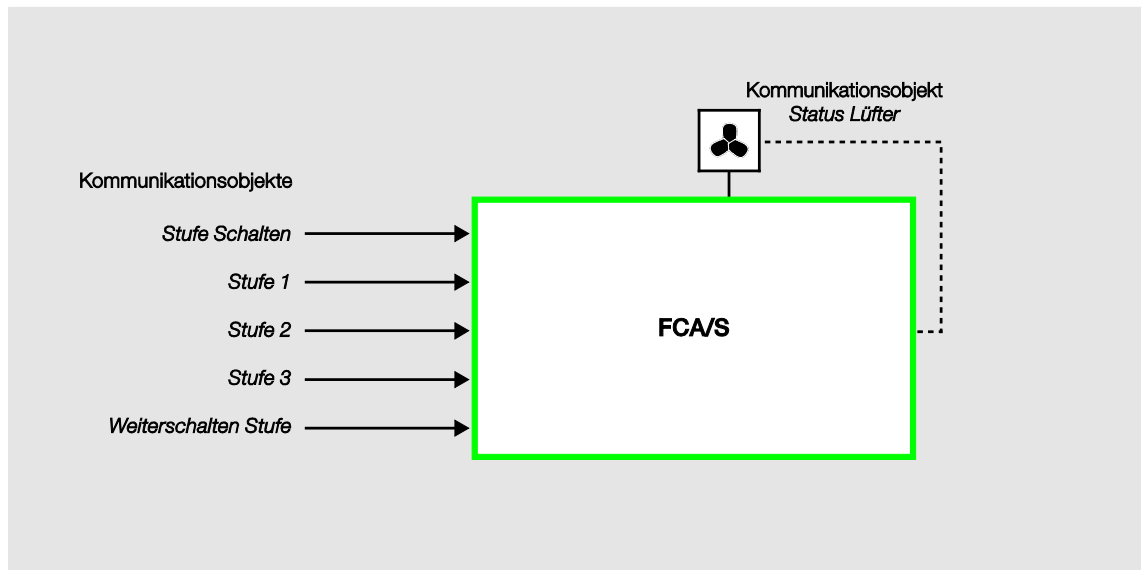 Kommunikationsobjekt
Status Lüfter
Kommunikationsobjekte
Stufe Schalten
Stufe 1
Stufe 2
FCA/S
Stufe 3
Weiterschalten Stufe